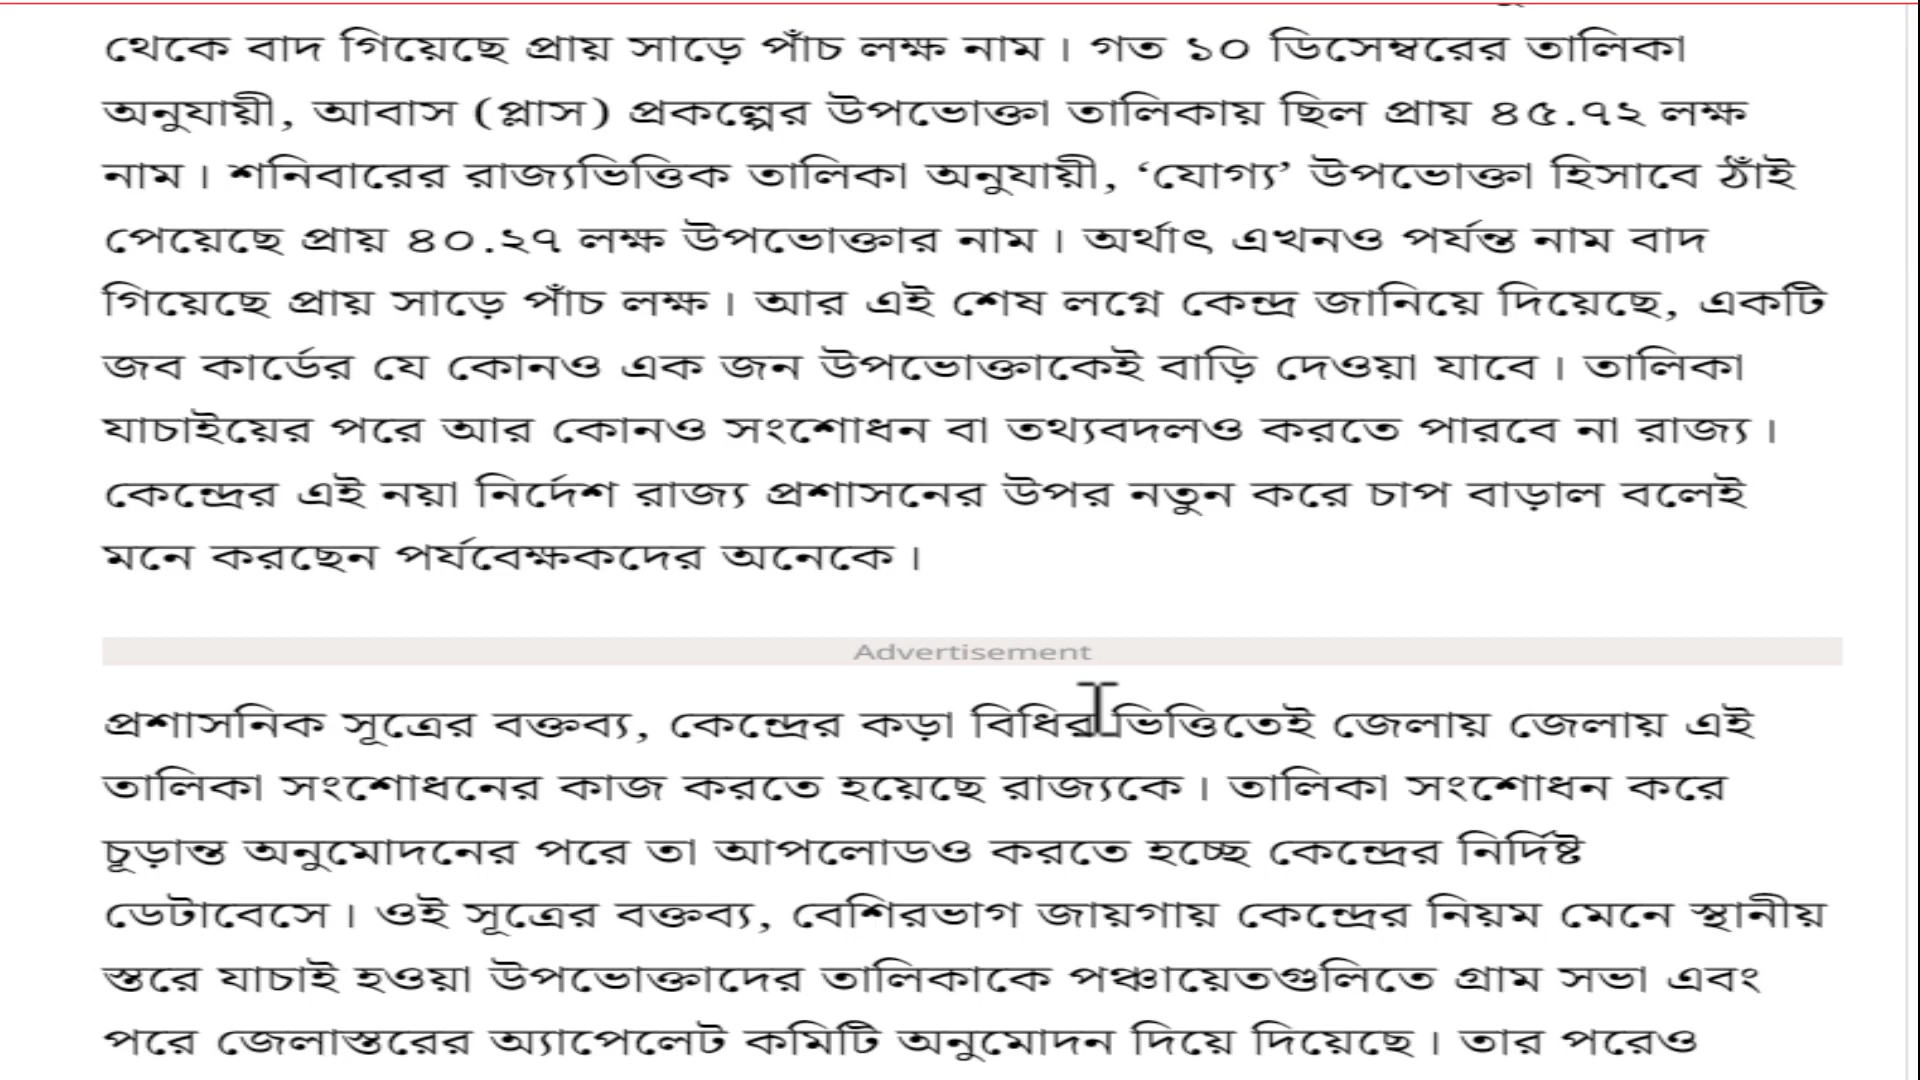 থেকে বাদ গিয়েছে প্রায় সাড়ে পাঁচ লক্ষ নাম। গত ১০ ডিসেম্বরের তালিকা
অনুযায়ী, আবাস (প্লাস) প্রকল্পের উপভোক্তা তালিকায় ছিল প্রায় ৪৫.৭২ লক্ষ
নাম। শনিবারের রাজ্যভিত্তিক তালিকা অনুযায়ী, ‘যোগ্য’ উপভোক্তা হিসাবে ঠাঁই
পেয়েছে প্রায় ৪০.২৭ লক্ষ উপভোক্তার নাম। অর্থাৎ এখনও পর্যন্ত নাম বাদ
গিয়েছে প্রায় সাড়ে পাঁচ লক্ষ। আর এই শেষ লগ্নে কেন্দ্র জানিয়ে দিয়েছে, একটি
জব কার্ডের যে কোনও এক জন উপভোক্তাকেই বাড়ি দেওয়া যাবে। তালিকা
যাচাইয়ের পরে আর কোনও সংশোধন বা তথ্যবদলও করতে পারবে না রাজ্য।
কেন্দ্রের এই নয়া নির্দেশ রাজ্য প্রশাসনের উপর নতুন করে চাপ বাড়াল বলেই
মনে করছেন পর্যবেক্ষকদের অনেকে।
Advertisement
প্রশাসনিক সূত্রের বক্তব্য, কেন্দ্রের কড়া বিধির ভিত্তিতেই জেলায় জেলায় এই
তালিকা সংশোধনের কাজ করতে হয়েছে রাজ্যকে। তালিকা সংশোধন করে
চূড়ান্ত অনুমোদনের পরে তা আপলোডও করতে হচ্ছে কেন্দ্রের নির্দিষ্ট
ডেটাবেসে। ওই সূত্রের বক্তব্য, বেশিরভাগ জায়গায় কেন্দ্রের নিয়ম মেনে স্থানীয়
স্তরে যাচাই হওয়া উপভোক্তাদের তালিকাকে পঞ্চায়েতগুলিতে গ্রাম সভা এবং
পরে জেলাস্তরের অ্যাপেলেট কমিটি অনুমোদন দিয়ে দিয়েছে। তার পরেও